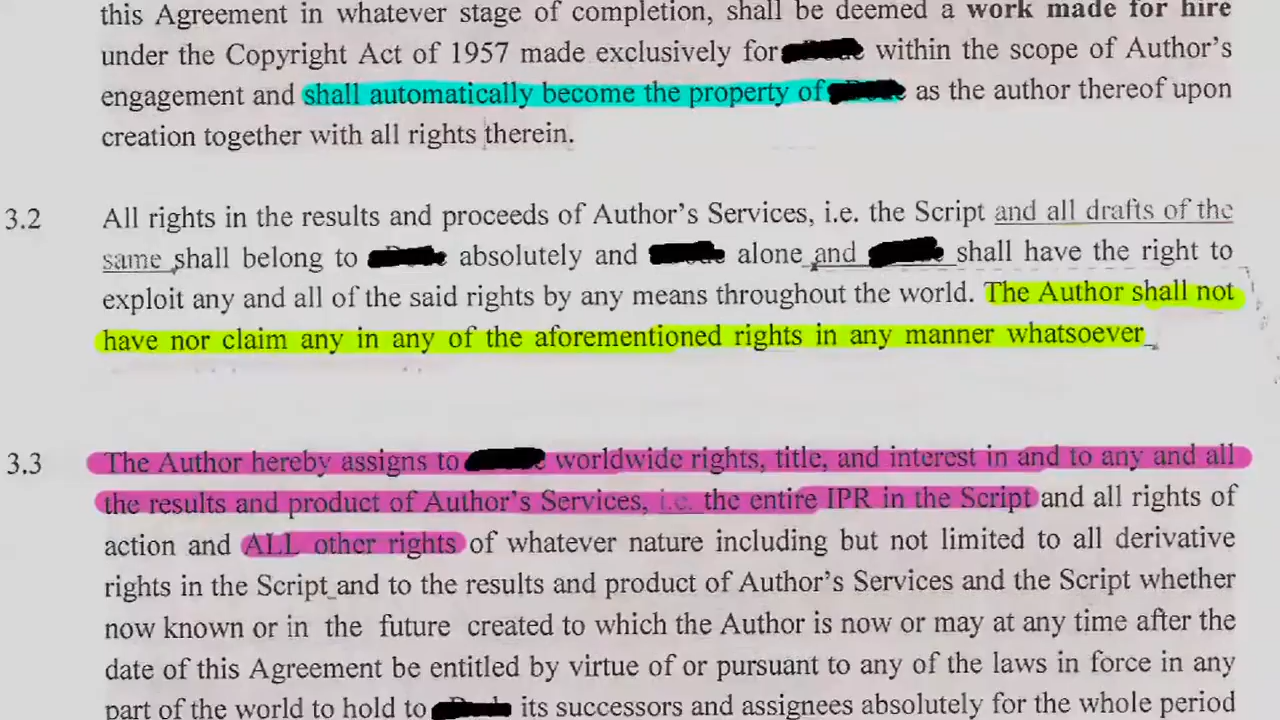 this Agreement in whatever stage of completion, shall be deemed a work made for hire
under the Copyright Act of 1957 made exclusively for within the scope of Author's
engagement and shall automatically become the property of as the author thereof upon
creation together with all rights therein.
3.2 All rights in the results and proceeds of Author's Services, i.e. the Script and all drafts of the
same shall belong to absolutely and alone and shall have the right to
exploit any and all of the said rights by any means throughout the world. The Author shall not
have nor claim any in any of the aforementioned rights in any manner whatsoever
3.3 The Author hereby assigns to worldwide rights, title, and interest in and to any and all
the results and product of Author's Services, i.e. the entire IPR in the Script and all rights of
action and ALL other rights of whatever nature including but not limited to all derivative
rights in the Script and to the results and product of Author's Services and the Script whether
now known or in the future created to which the Author is now or may at any time after the
date of this Agreement be entitled by virtue of or pursuant to any of the laws in force in any
part of the world to hold to its successors and assignees absolutely for the whole period